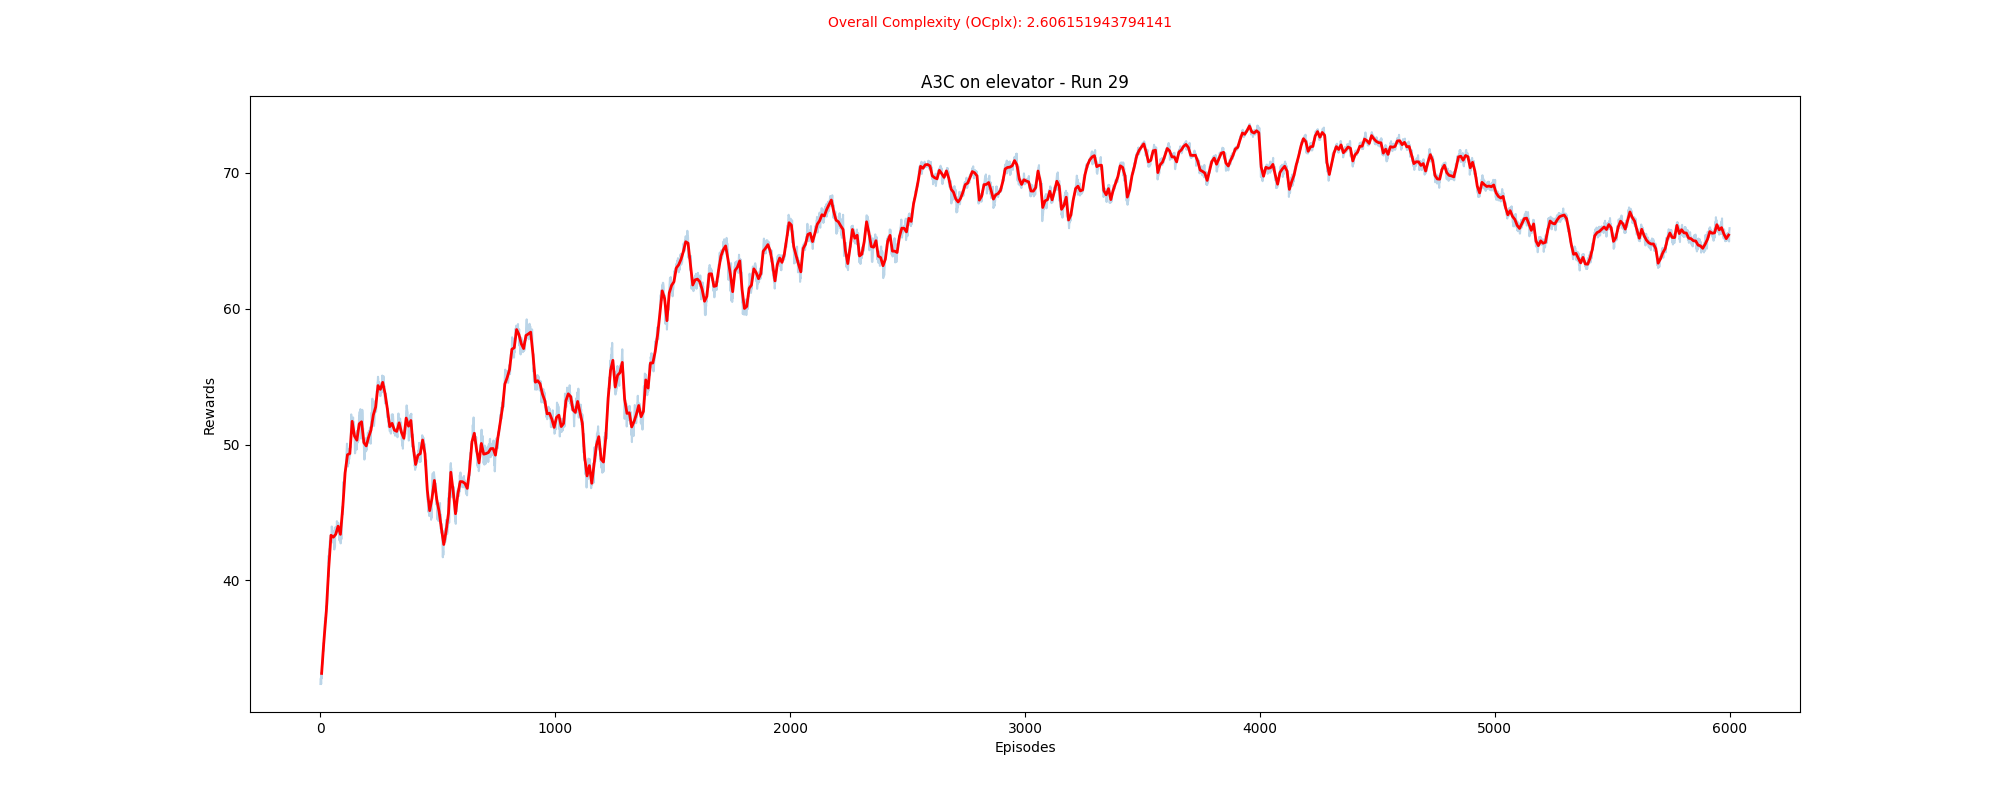 Overall Complexity (OCplx): 2.606151943794141
A3C on elevator - Run 29
Rewards
70
60
50
40
0 1000 2000 3000 4000 5000 6000
Episodes